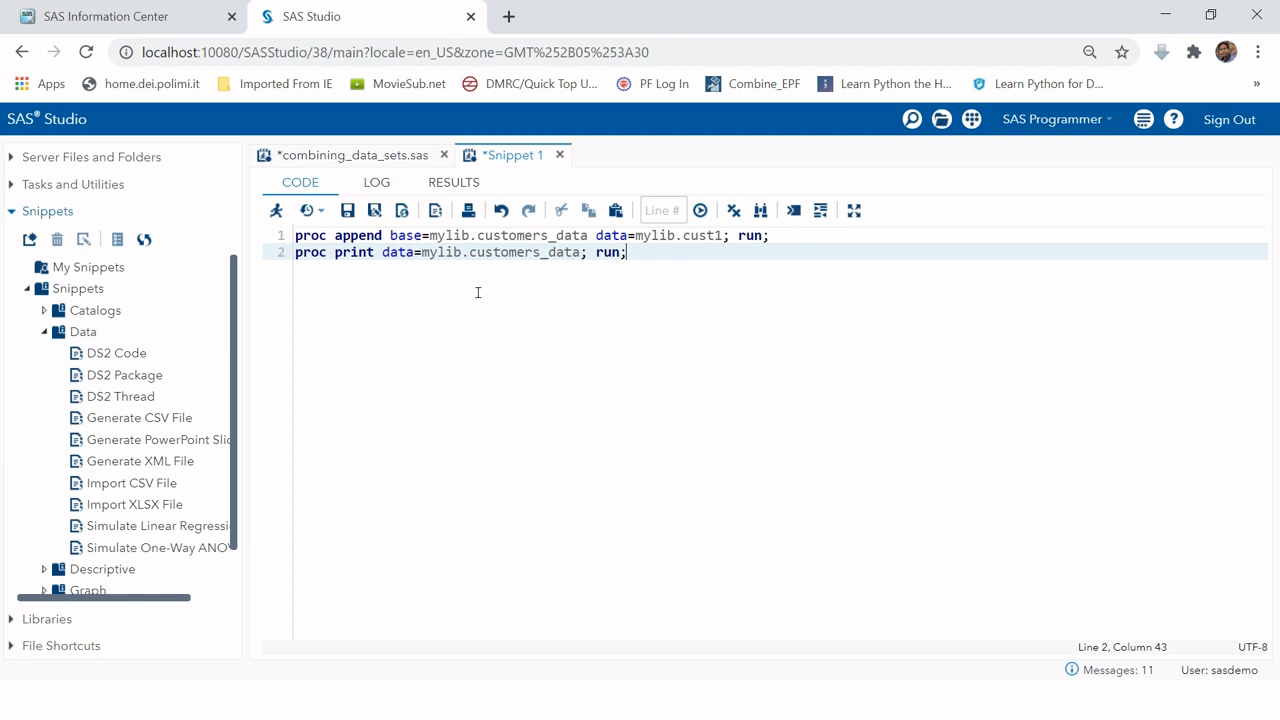 SAS Information Center
SAS Studio
localhost:10080/SASStudio/38/main?locale=en_US&zone=GMT%252B05%253A30
Apps home.dei.polimi.it Imported From IE MovieSub.net DMRC/Quick Top U... PF Log In Combine_EPF Learn Python the H... Learn Python for D... »
SAS® Studio SAS Programmer Sign Out
Server Files and Folders
Tasks and Utilities
Snippets
My Snippets
Snippets
Catalogs
Data
DS2 Code
DS2 Package
DS2 Thread
Generate CSV File
Generate PowerPoint Slid
Generate XML File
Import CSV File
Import XLSX File
Simulate Linear Regressi
Simulate One-Way ANOV
Descriptive
Graph
Libraries
File Shortcuts
*combining_data_sets.sas *Snippet 1
CODE LOG RESULTS
Line #
1 proc append base=mylib.customers_data data=mylib.cust1; run;
2 proc print data=mylib.customers_data; run;
Line 2, Column 43 UTF-8
Messages: 11 User: sasdemo